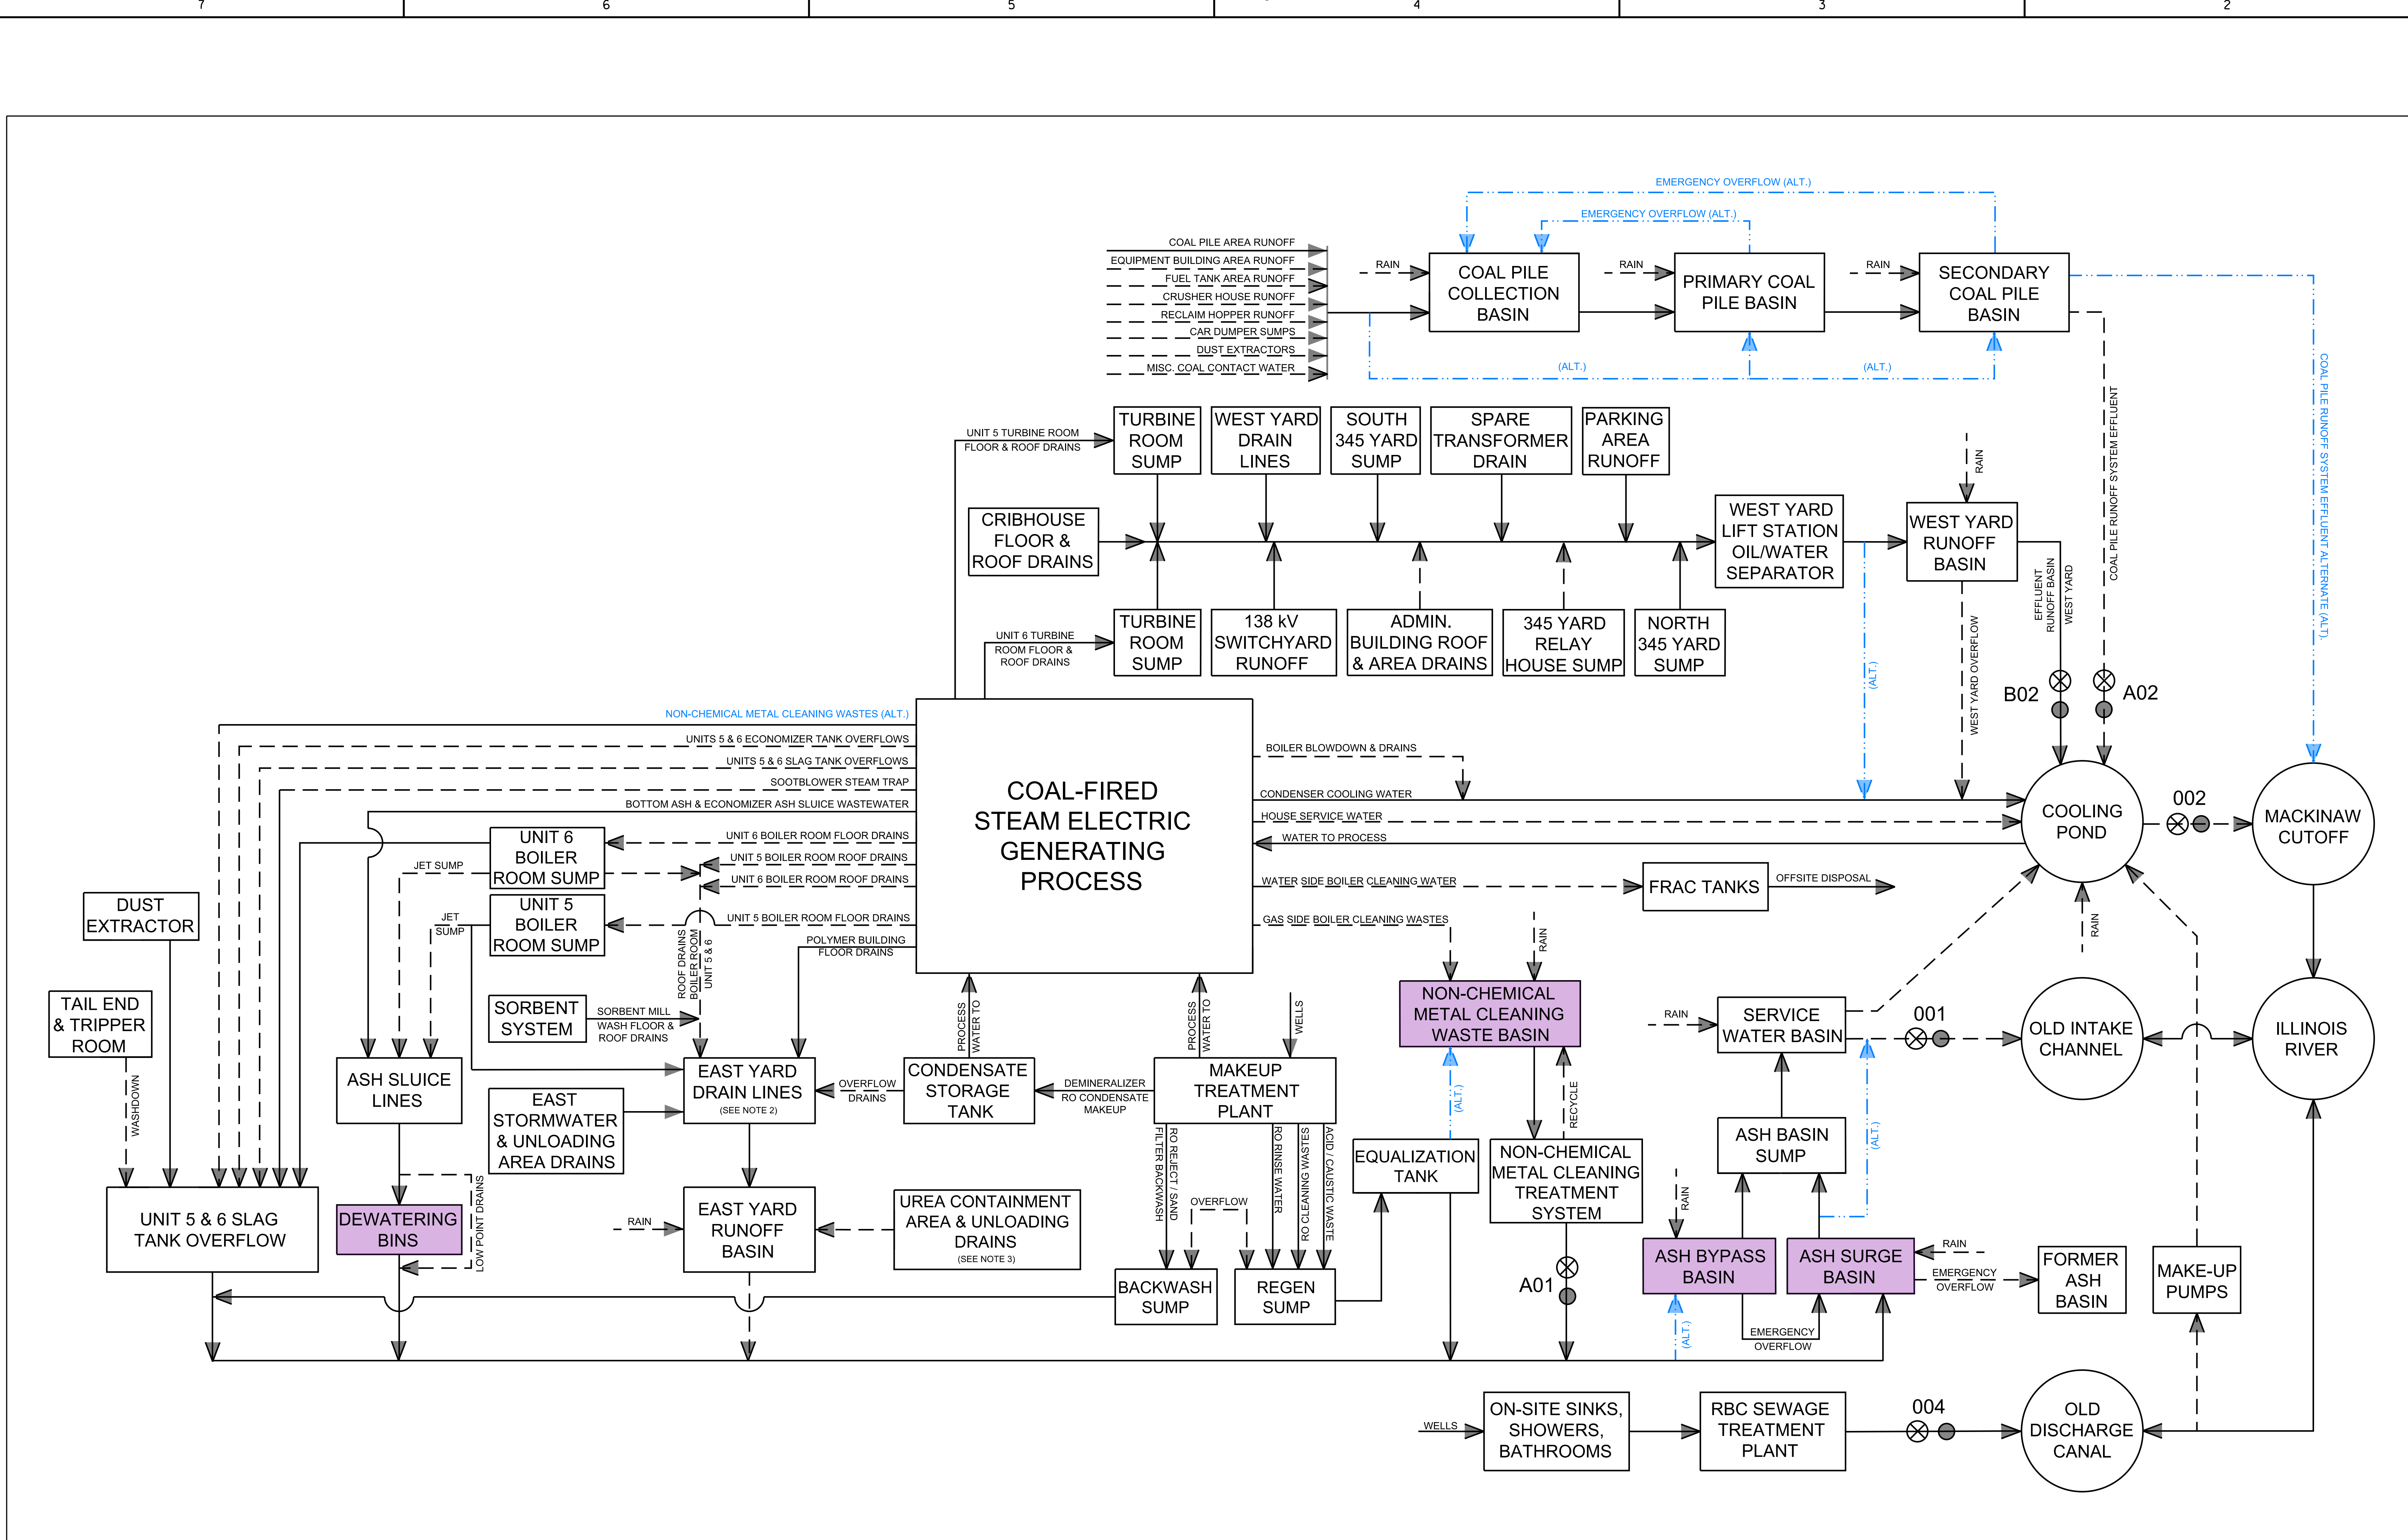 7
6
5
4
3
2
EMERGENCY OVERFLOW (ALT.)
EMERGENCY OVERFLOW (ALT.)
COAL PILE AREA RUNOFF
EQUIPMENT BUILDING AREA RUNOFF
FUEL TANK AREA RUNOFF
CRUSHER HOUSE RUNOFF
RECLAIM HOPPER RUNOFF
CAR DUMPER SUMPS
DUST EXTRACTORS
MISC. COAL CONTACT WATER
RAIN
COAL PILE
COLLECTION
BASIN
RAIN
PRIMARY COAL
PILE BASIN
RAIN
SECONDARY
COAL PILE
BASIN
(ALT.)
(ALT.)
COAL PILE RUNOFF SYSTEM EFFLUENT
COAL PILE RUNOFF SYSTEM EFFLUENT ALTERNATE (ALT).
UNIT 5 TURBINE ROOM
FLOOR & ROOF DRAINS
TURBINE
ROOM
SUMP
WEST YARD
DRAIN
LINES
SOUTH
345 YARD
SUMP
SPARE
TRANSFORMER
DRAIN
PARKING
AREA
RUNOFF
CRIBHOUSE
FLOOR &
ROOF DRAINS
WEST YARD
LIFT STATION
OIL/WATER
SEPARATOR
RAIN
WEST YARD
RUNOFF
BASIN
EFFLUENT
RUNOFF BASIN
WEST YARD
UNIT 6 TURBINE
ROOM FLOOR &
ROOF DRAINS
TURBINE
ROOM
SUMP
138 kV
SWITCHYARD
RUNOFF
ADMIN.
BUILDING ROOF
& AREA DRAINS
345 YARD
RELAY
HOUSE SUMP
NORTH
345 YARD
SUMP
(ALT.)
WEST YARD OVERFLOW
B02
A02
NON-CHEMICAL METAL CLEANING WASTES (ALT.)
UNITS 5 & 6 ECONOMIZER TANK OVERFLOWS
UNITS 5 & 6 SLAG TANK OVERFLOWS
SOOTBLOWER STEAM TRAP
BOTTOM ASH & ECONOMIZER ASH SLUICE WASTEWATER
UNIT 6 BOILER ROOM FLOOR DRAINS
UNIT 5 BOILER ROOM ROOF DRAINS
UNIT 6 BOILER ROOM ROOF DRAINS
UNIT 5 BOILER ROOM FLOOR DRAINS
POLYMER BUILDING
FLOOR DRAINS
COAL-FIRED
STEAM ELECTRIC
GENERATING
PROCESS
BOILER BLOWDOWN & DRAINS
CONDENSER COOLING WATER
HOUSE SERVICE WATER
WATER TO PROCESS
WATER SIDE BOILER CLEANING WATER
GAS SIDE BOILER CLEANING WASTES
COOLING
POND
002
MACKINAW
CUTOFF
FRAC TANKS
OFFSITE DISPOSAL
UNIT 6
BOILER
ROOM SUMP
JET SUMP
UNIT 5
BOILER
ROOM SUMP
JET
SUMP
ROOF DRAINS
BOILER ROOM
UNIT 5 & 6
DUST
EXTRACTOR
TAIL END
& TRIPPER
ROOM
WASHDOWN
SORBENT
SYSTEM
SORBENT MILL
WASH FLOOR &
ROOF DRAINS
PROCESS
WATER TO
PROCESS
WATER TO
WELLS
RAIN
NON-CHEMICAL
METAL CLEANING
WASTE BASIN
RAIN
RAIN
SERVICE
WATER BASIN
001
OLD INTAKE
CHANNEL
ILLINOIS
RIVER
ASH SLUICE
LINES
EAST YARD
DRAIN LINES
(SEE NOTE 2)
OVERFLOW
DRAINS
CONDENSATE
STORAGE
TANK
DEMINERALIZER
RO CONDENSATE
MAKEUP
MAKEUP
TREATMENT
PLANT
EAST
STORMWATER
& UNLOADING
AREA DRAINS
(ALT.)
RECYCLE
ASH BASIN
SUMP
(ALT.)
FILTER BACKWASH
RO REJECT / SAND
RO RINSE WATER
RO CLEANING WASTES
ACID / CAUSTIC WASTE
EQUALIZATION
TANK
NON-CHEMICAL
METAL CLEANING
TREATMENT
SYSTEM
UNIT 5 & 6 SLAG
TANK OVERFLOW
DEWATERING
BINS
LOW POINT DRAINS
RAIN
EAST YARD
RUNOFF
BASIN
UREA CONTAINMENT
AREA & UNLOADING
DRAINS
(SEE NOTE 3)
OVERFLOW
BACKWASH
SUMP
REGEN
SUMP
A01
RAIN
ASH BYPASS
BASIN
ASH SURGE
BASIN
RAIN
EMERGENCY
OVERFLOW
FORMER
ASH
BASIN
MAKE-UP
PUMPS
(ALT.)
EMERGENCY
OVERFLOW
WELLS
ON-SITE SINKS,
SHOWERS,
BATHROOMS
RBC SEWAGE
TREATMENT
PLANT
004
OLD
DISCHARGE
CANAL